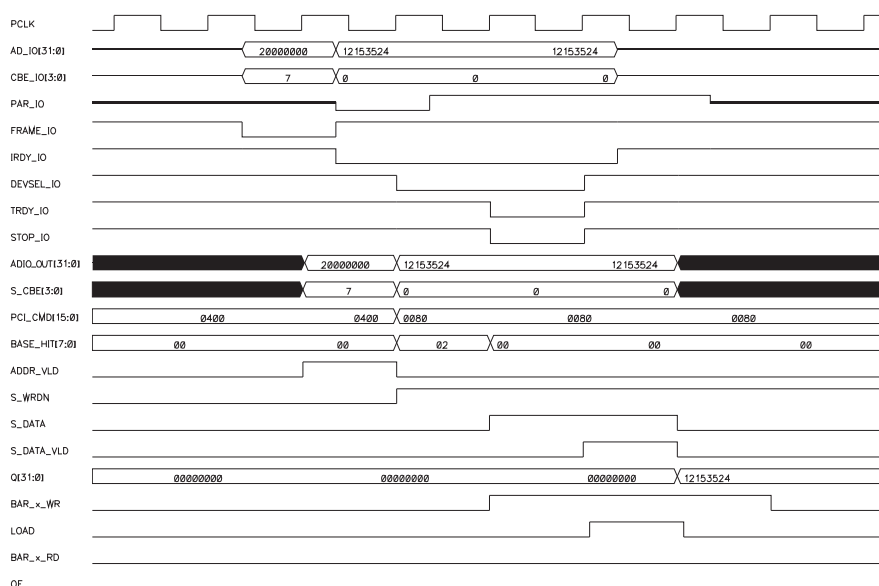 PCLK
AD_IO[31:0] 20000000 12153524 12153524
CBE_IO[3:0] 7 0 0 0
PAR_IO
FRAME_IO
IRDY_IO
DEVSEL_IO
TRDY_IO
STOP_IO
ADIO_OUT[31:0] 20000000 12153524 12153524
S_CBE[3:0] 7 0 0 0
PCI_CMD[15:0] 0400 0400 0080 0080 0080
BASE_HIT[7:0] 00 00 02 00 00 00
ADDR_VLD
S_WRDN
S_DATA
S_DATA_VLD
Q[31:0] 00000000 00000000 00000000 12153524
BAR_x_WR
LOAD
BAR_x_RD
OE